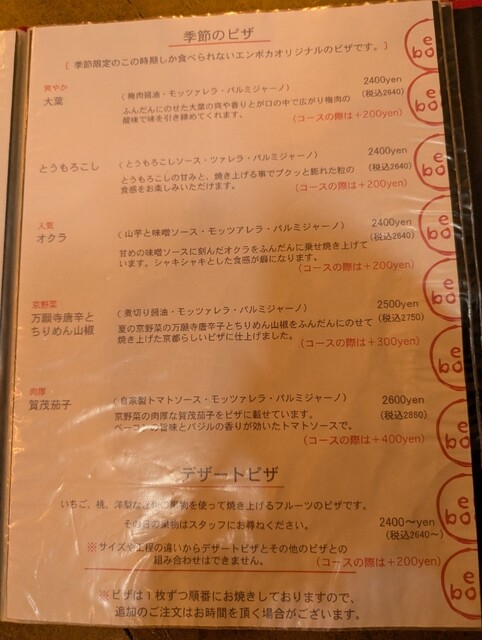 季節のピザ
[ 季節限定のこの時期しか食べられないエンボカオリジナルのピザです。]
爽やか
大葉
(梅肉醤油・モッツァレラ・パルミジャーノ)
2400yen
(税込2640)
ふんだんにのせた大葉の爽や香りと が口の中で広がり梅肉の
酸味で味を引き締めてくれます。
(コースの際は+200yen)
とうもろこし
(とうもろこしソース・ツァレラ・パルミジャーノ)
2400yen
(税込2640)
とうもろこしの甘みと、焼き上げる事でプクッと膨れた粒の
食感をお楽しみいただけます。
(コースの際は+200yen)
人気
オクラ
(山芋と味噌ソース・モッツァレラ・パルミジャーノ)
2400yen
(税込2640)
甘めの味噌ソースに刻んだオクラをふんだんに乗せ焼き上げて
います。シャキシャキとした食感が癖になります。
(コースの際は+200yen)
京野菜
万願寺唐辛と
ちりめん山椒
(煮切り醤油・モッツァレラ・パルミジャーノ)
2500yen
(税込2750)
夏の京野菜の万願寺唐辛子とちりめん山椒をふんだんにのせて
焼き上げた京都らしいピザに仕上げました。
(コースの際は+300yen)
肉厚
賀茂茄子
(自家製トマトソース・モッツァレラ・パルミジャーノ)
2600yen
(税込2860)
京野菜の肉厚な賀茂茄子をピザに載せています。
ベーコンの旨味とバジルの香りが効いたトマトソースで。
(コースの際は+400yen)
デザートピザ
いちご、桃、洋梨など 果物を使って焼き上げるフルーツのピザです。
その日の果物はスタッフにお尋ねください。
2400〜yen
(税込2640〜)
※サイズや工程の違いからデザートピザとその他のピザとの
組み合わせはできません。
(コースの際は+200yen)
※ピザは1枚ずつ順番にお焼きしておりますので、
追加のご注文はお時間を頂く場合がございます。